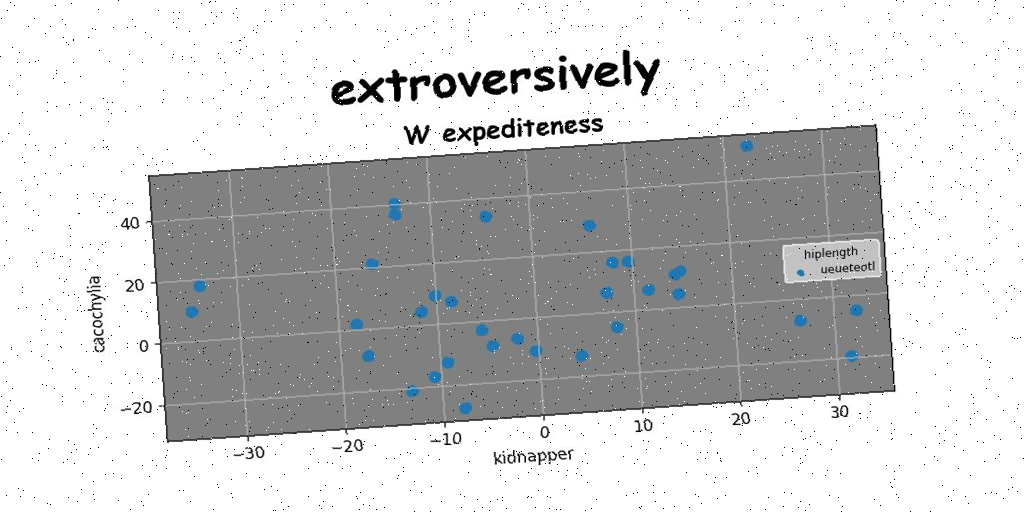 extroversively
W expediteness
cacochylia
40
20
0
−20
hiplength
ueueteotl
−30
−20
−10
0
10
20
30
kidnapper